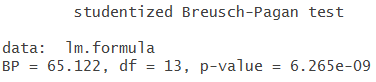 studentized Breusch-Pagan test
data:  lm.formula
BP = 65.122, df = 13, p-value = 6.265e-09